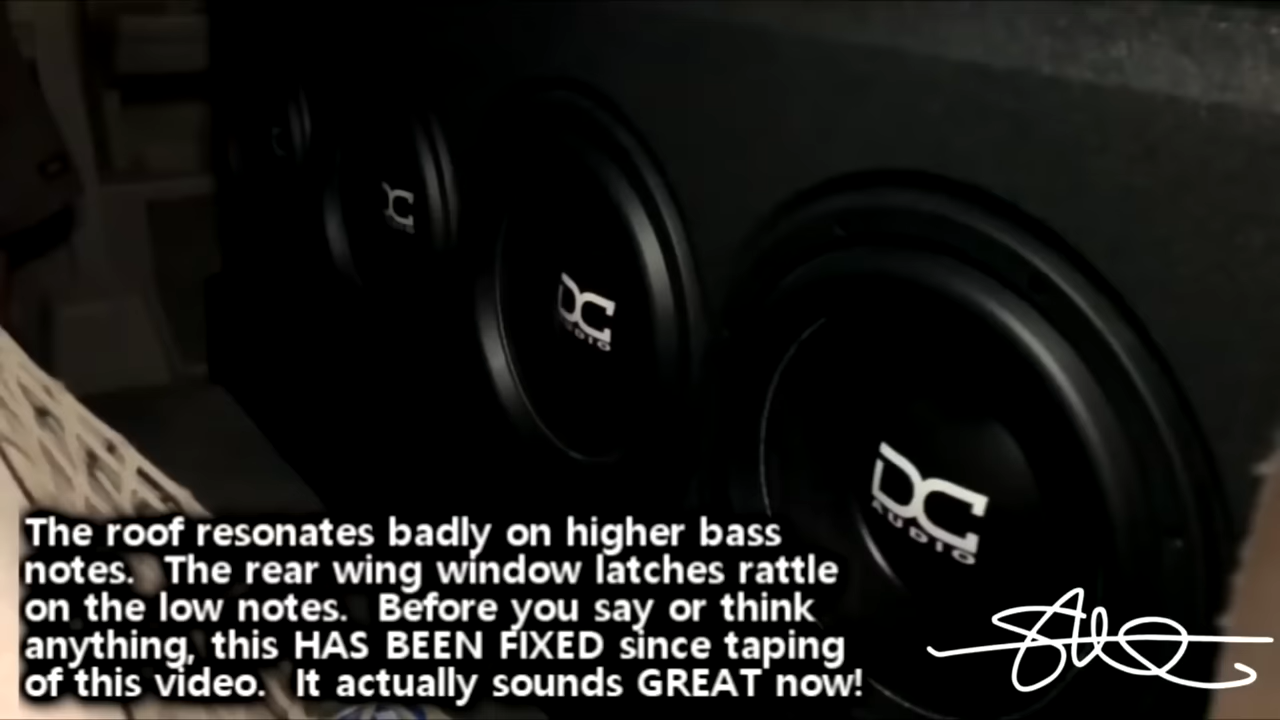 DC
DC
AUDIO
DC
AUDIO
The roof resonates badly on higher bass
notes. The rear wing window latches rattle
on the low notes. Before you say or think
anything, this HAS BEEN FIXED since taping
of this video. It actually sounds GREAT now!